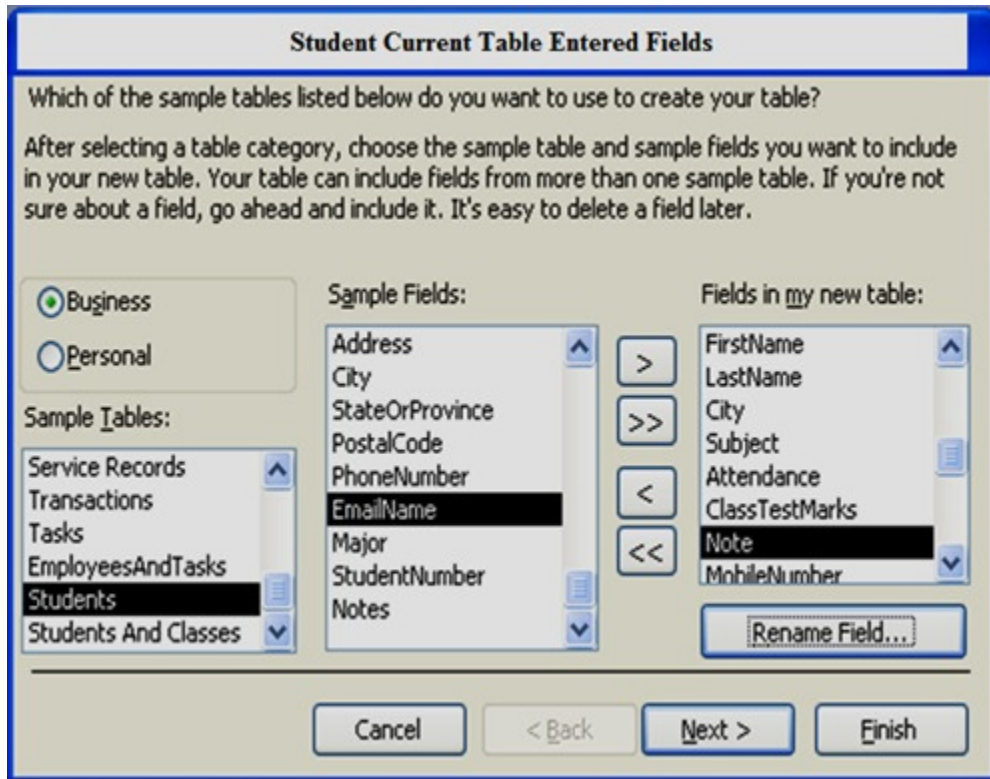 Student Current Table Entered Fields
Which of the sample tables listed below do you want to use to create your table?
After selecting a table category, choose the sample table and sample fields you want to include
in your new table. Your table can include fields from more than one sample table. If you're not
sure about a field, go ahead and include it. It's easy to delete a field later.
Business
Personal
Sample Tables:
Service Records
Transactions
Tasks
EmployeesAndTasks
Students
Students And Classes
Sample Fields:
Address
City
StateOrProvince
PostalCode
PhoneNumber
EmailName
Major
StudentNumber
Notes
>
>>
<
<<
Fields in my new table:
FirstName
LastName
City
Subject
Attendance
ClassTestMarks
Note
MobileNumber
Rename Field...
Cancel
< Back
Next >
Finish